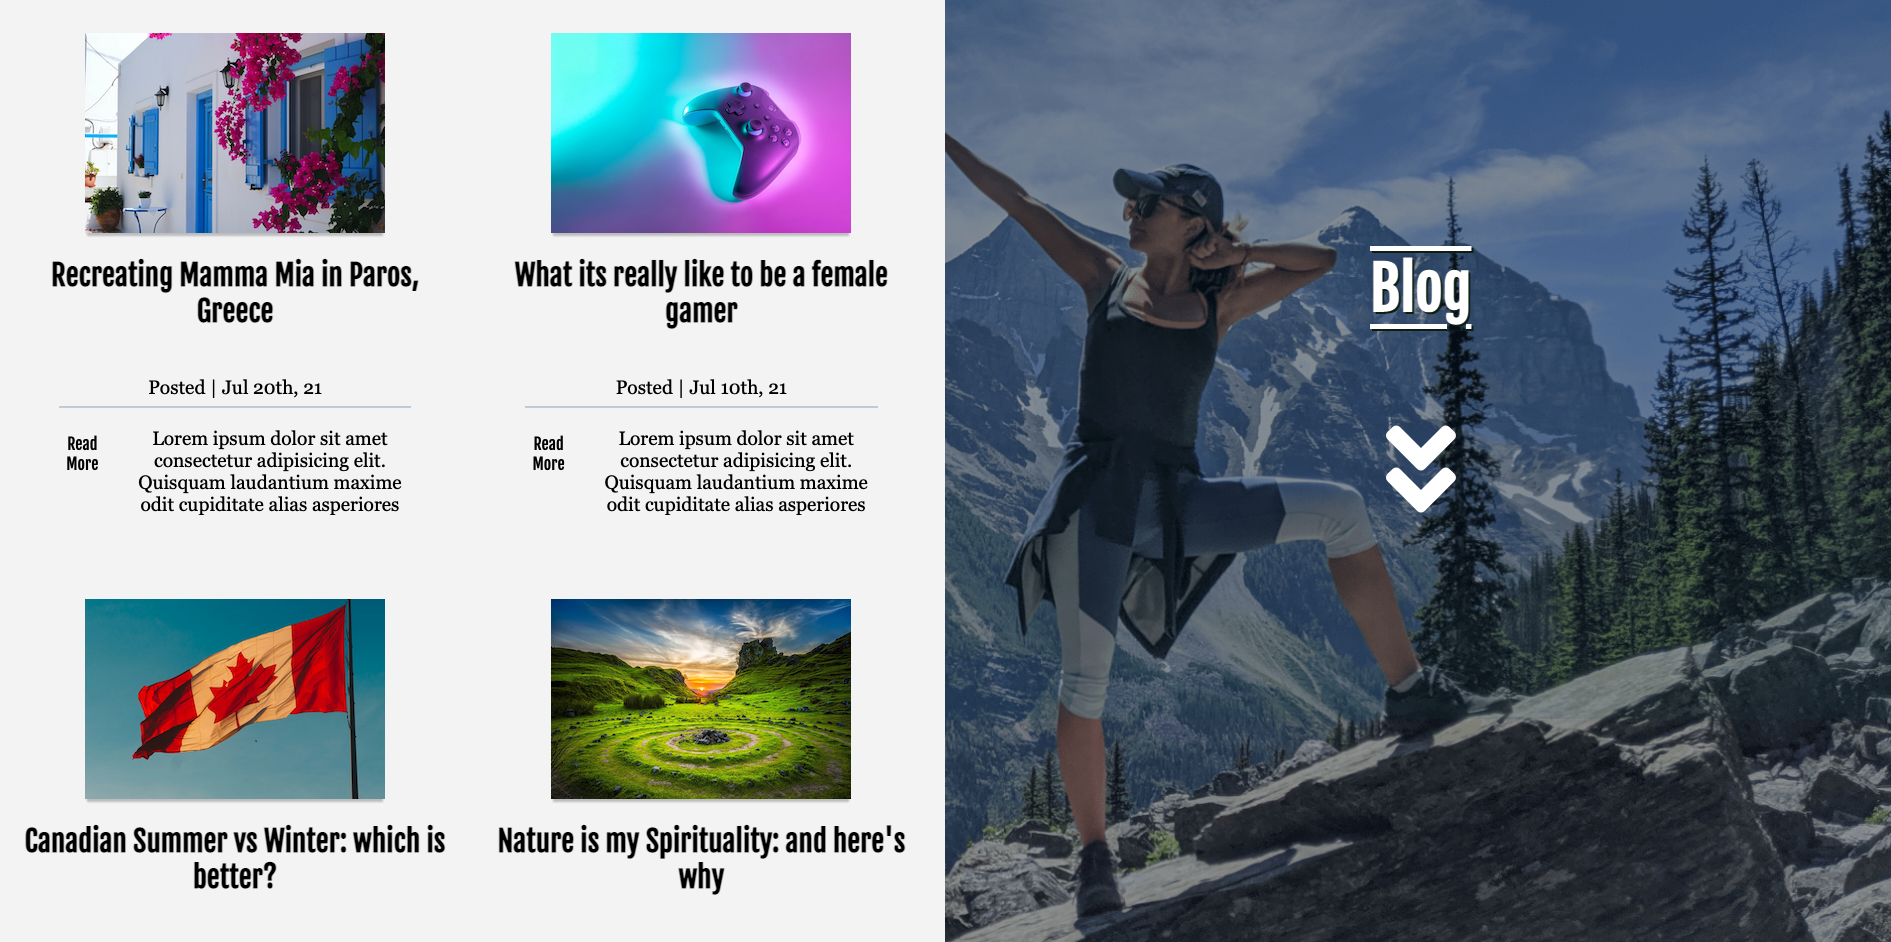 Recreating Mamma Mia in Paros,
Greece
Posted | Jul 20th, 21
Read
More
Lorem ipsum dolor sit amet
consectetur adipisicing elit.
Quisquam laudantium maxime
odit cupiditate alias asperiores
What its really like to be a female
gamer
Posted | Jul 10th, 21
Read
More
Lorem ipsum dolor sit amet
consectetur adipisicing elit.
Quisquam laudantium maxime
odit cupiditate alias asperiores
Canadian Summer vs Winter: which is
better?
Nature is my Spirituality: and here's
why
Blog